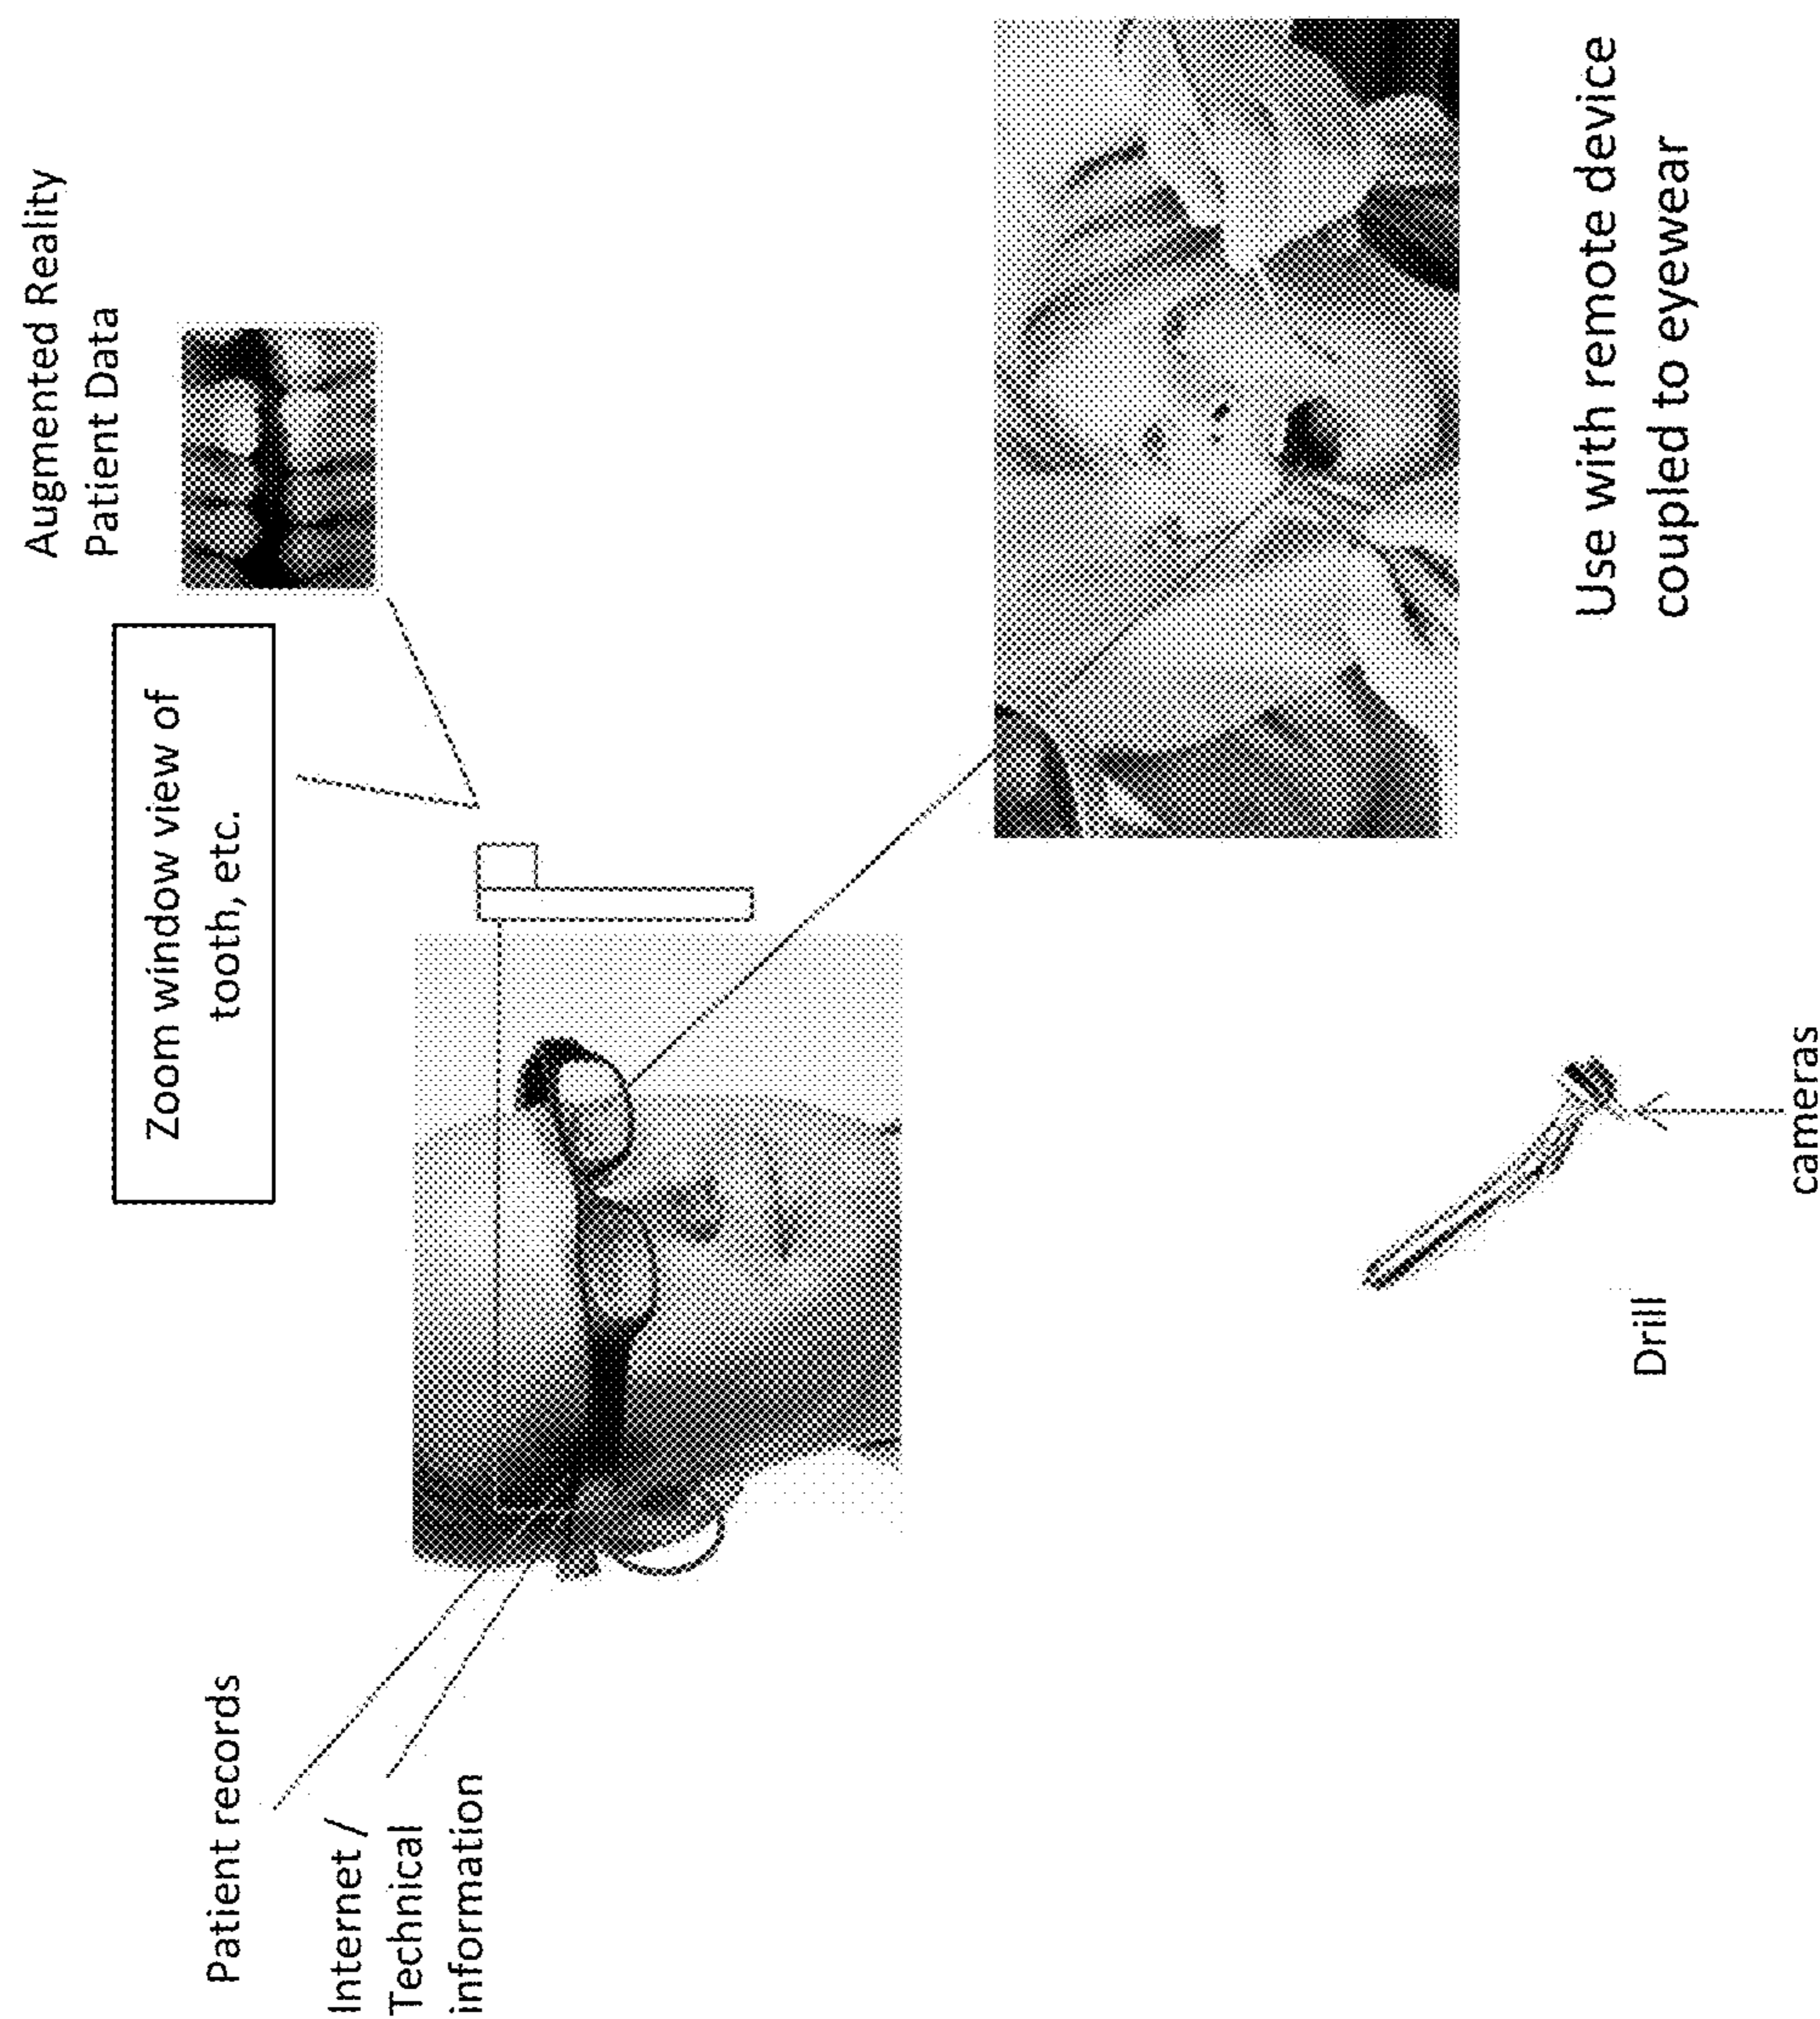 Augmented Reality
Patient Data
Zoom window view of
tooth, etc.
Patient records
Internet /
Technical
information
Use with remote device
coupled to eyewear
Drill
cameras